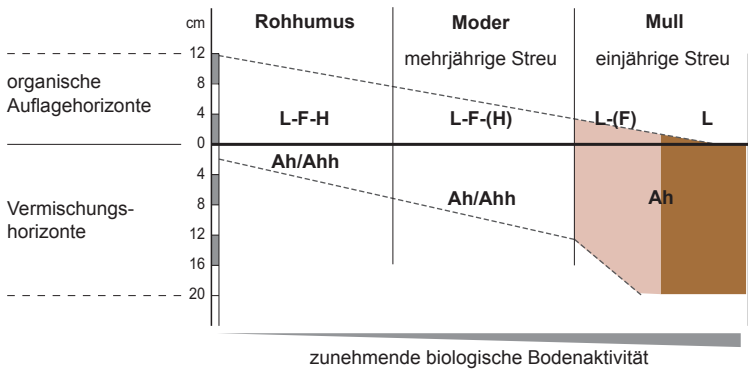 cm
Rohhumus
Moder
Mull
mehrjährige Streu
einjährige Streu
organische
Auflagehorizonte
12
8
4
0
L-F-H
L-F-(H)
L-(F)
L
Vermischungs-
horizonte
4
8
12
16
20
Ah/Ahh
Ah/Ahh
Ah
zunehmende biologische Bodenaktivität